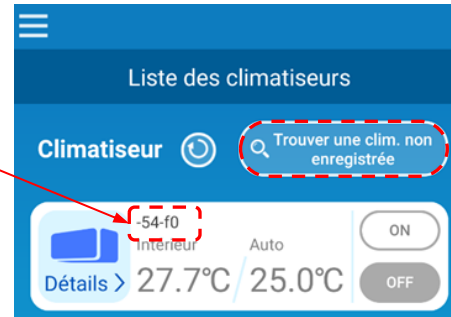 Liste des climatiseurs
Climatiseur
Trouver une clim. non
enregistrée
-54-f0
Intérieur
Auto
ON
Détails >
27.7°C
25.0°C
OFF